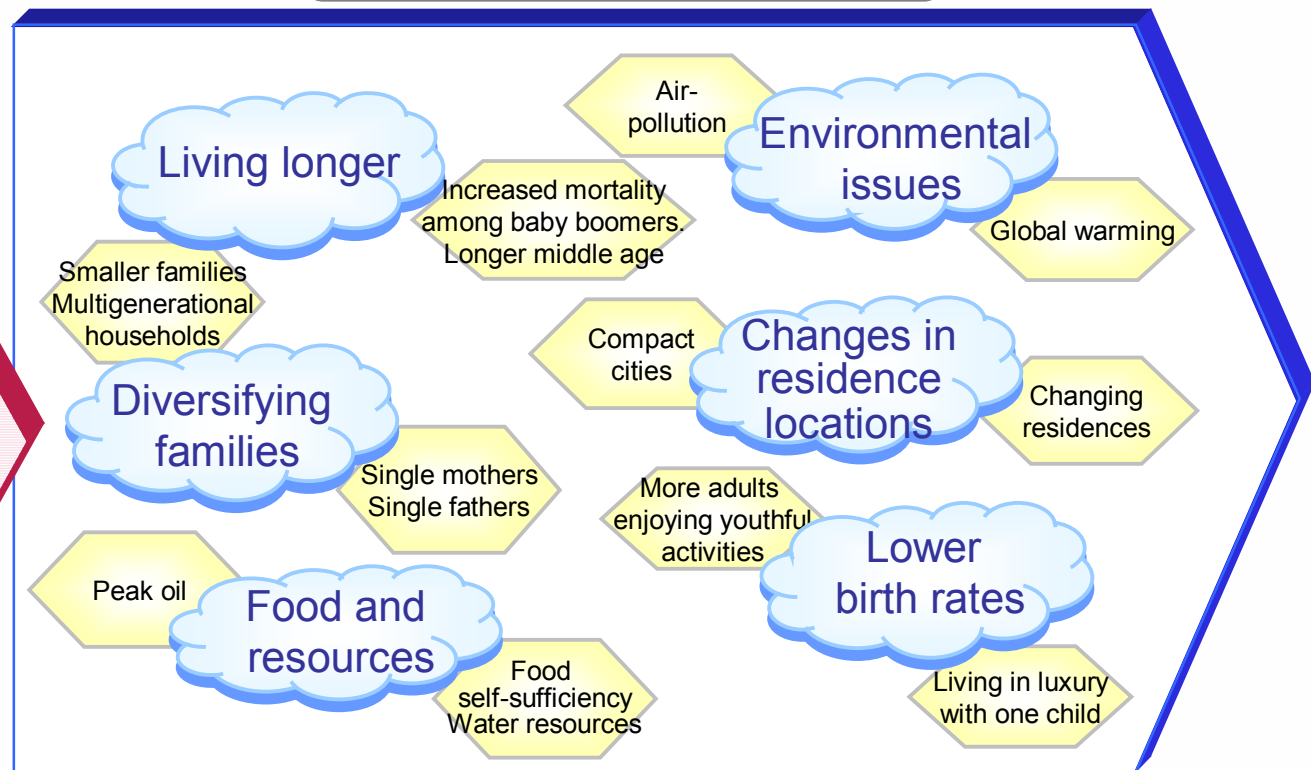 Living longer
Increased mortality
among baby boomers.
Longer middle age
Smaller families
Multigenerational
households
Diversifying
families
Single mothers
Single fathers
Peak oil
Food and
resources
Food
self-sufficiency
Water resources
Air-
pollution
Environmental
issues
Global warming
Compact
cities
Changes in
residence
locations
Changing
residences
More adults
enjoying youthful
activities
Lower
birth rates
Living in luxury
with one child